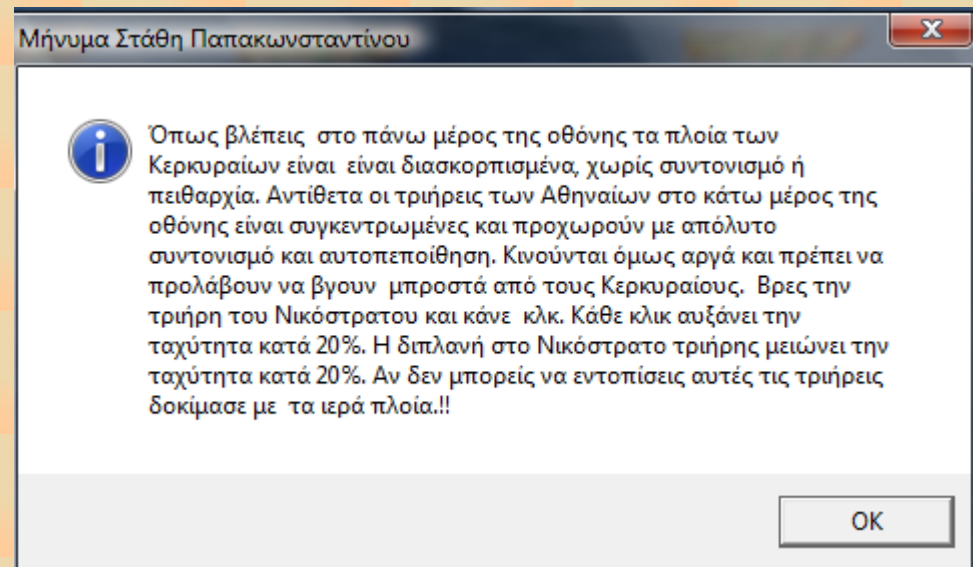 Μήνυμα Στάθη Παπακωνσταντίνου
Όπως βλέπεις στο πάνω μέρος της οθόνης τα πλοία των
Κερκυραίων είναι είναι διασκορπισμένα, χωρίς συντονισμό ή
πειθαρχία. Αντίθετα οι τριήρεις των Αθηναίων στο κάτω μέρος της
οθόνης είναι συγκεντρωμένες και προχωρούν με απόλυτο
συντονισμό και αυτοπεποίθηση. Κινούνται όμως αργά και πρέπει να
προλάβουν να βγουν μπροστά από τους Κερκυραίους. Βρες την
τριήρη του Νικόστρατου και κάνε κλκ. Κάθε κλικ αυξάνει την
ταχύτητα κατά 20%. Η διπλανή στο Νικόστρατο τριήρης μειώνει την
ταχύτητα κατά 20%. Αν δεν μπορείς να εντοπίσεις αυτές τις τριήρεις
δοκίμασε με τα ιερά πλοία.!!
OK